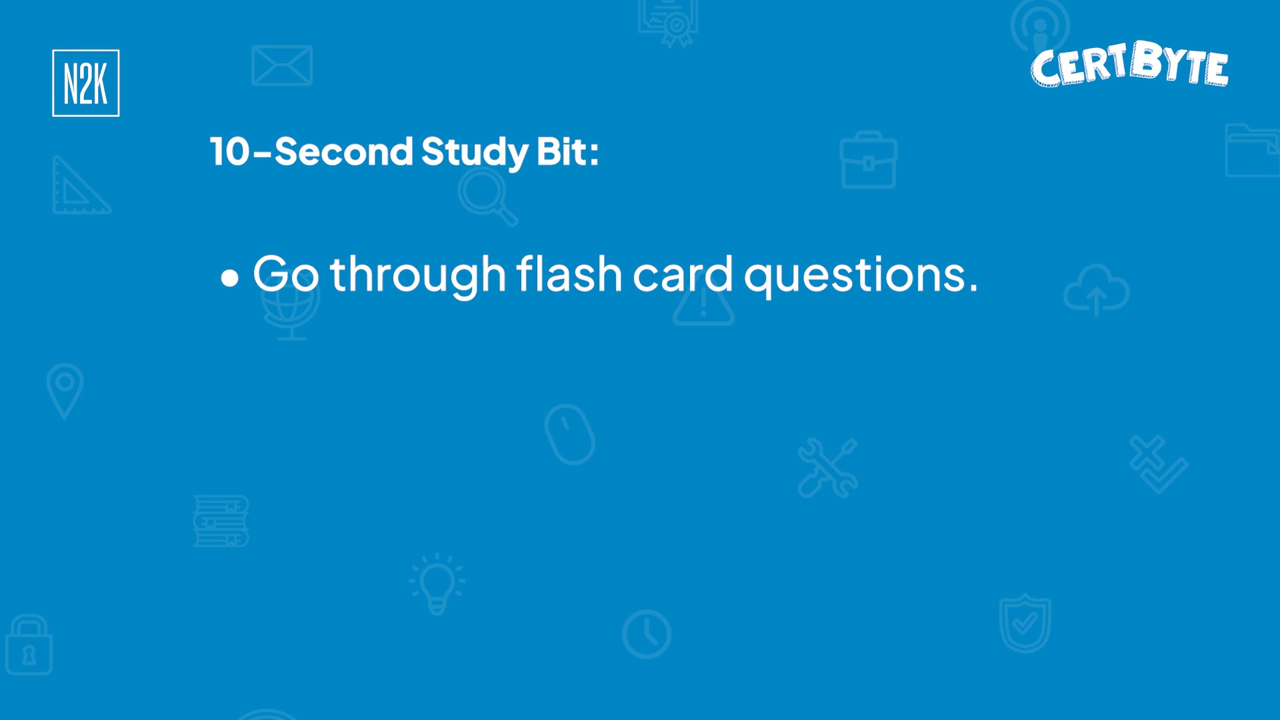 N2K
CERTBYTE
10-Second Study Bit:
• Go through flash card questions.